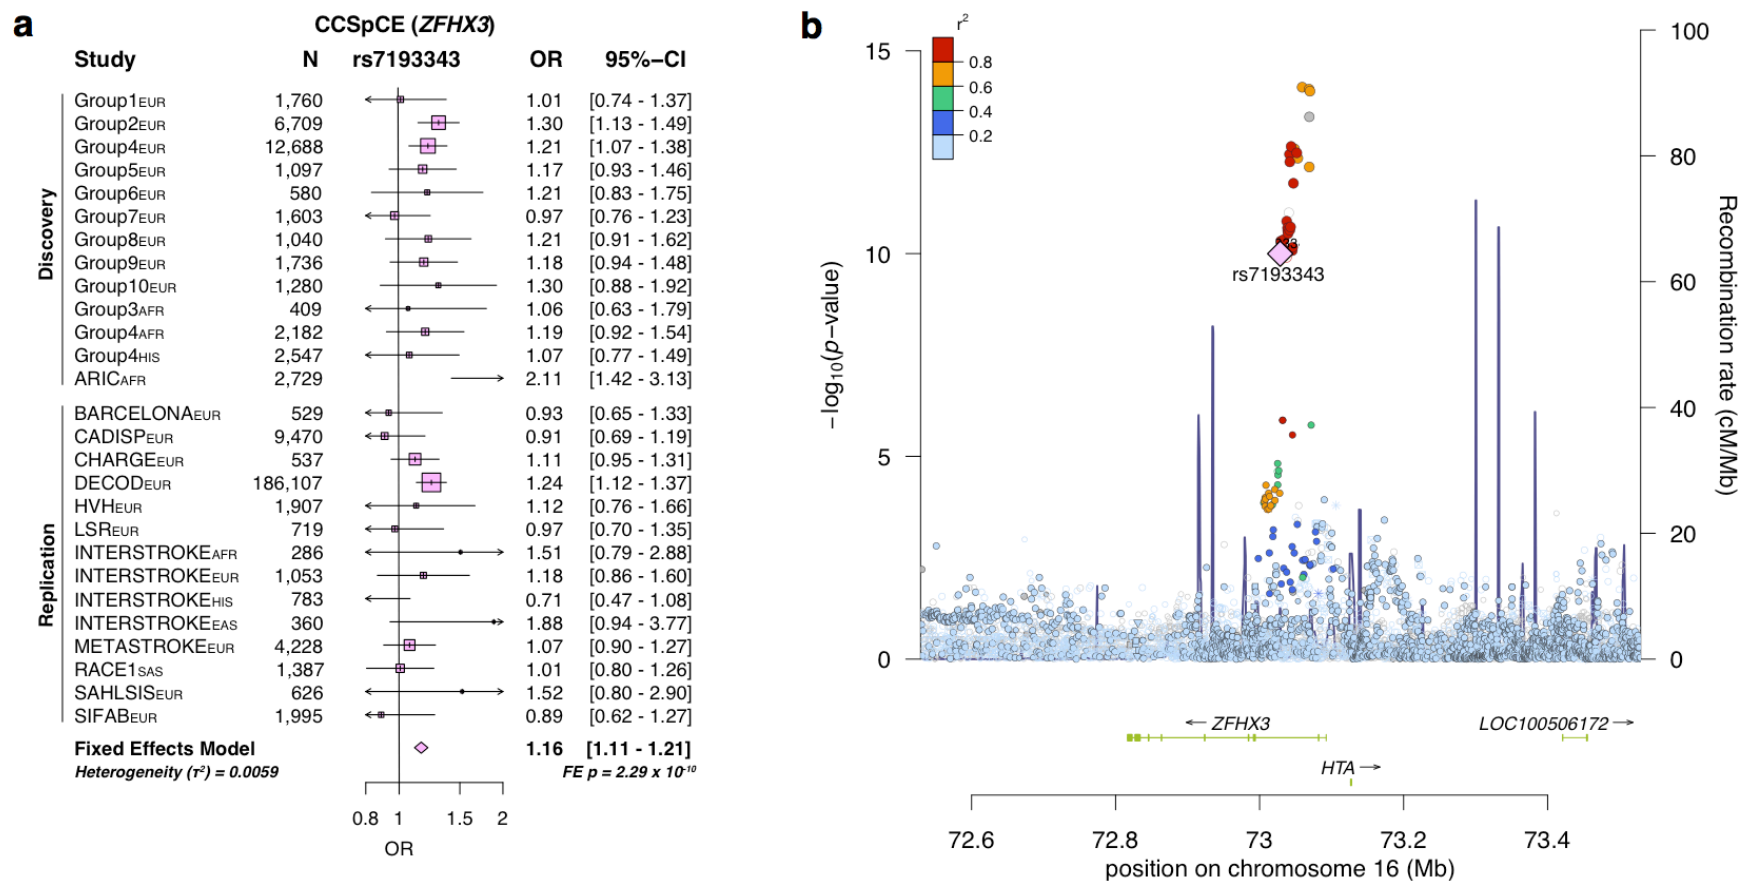 a
CCSpCE (ZFHX3)
Study N rs7193343 OR 95%−CI
Discovery
Group1EUR 1,760 1.01 [0.74 - 1.37]
Group2EUR 6,709 1.30 [1.13 - 1.49]
Group4EUR 12,688 1.21 [1.07 - 1.38]
Group5EUR 1,097 1.17 [0.93 - 1.46]
Group6EUR 580 1.21 [0.83 - 1.75]
Group7EUR 1,603 0.97 [0.76 - 1.23]
Group8EUR 1,040 1.21 [0.91 - 1.62]
Group9EUR 1,736 1.18 [0.94 - 1.48]
Group10EUR 1,280 1.30 [0.88 - 1.92]
Group3AFR 409 1.06 [0.63 - 1.79]
Group4AFR 2,182 1.19 [0.92 - 1.54]
Group4HIS 2,547 1.07 [0.77 - 1.49]
ARICAFR 2,729 2.11 [1.42 - 3.13]
Replication
BARCELONAEUR 529 0.93 [0.65 - 1.33]
CADISPEUR 9,470 0.91 [0.69 - 1.19]
CHARGEEUR 537 1.11 [0.95 - 1.31]
DECODEUR 186,107 1.24 [1.12 - 1.37]
HVHEUR 1,907 1.12 [0.76 - 1.66]
LSREUR 719 0.97 [0.70 - 1.35]
INTERSTROKEAFR 286 1.51 [0.79 - 2.88]
INTERSTROKEEUR 1,053 1.18 [0.86 - 1.60]
INTERSTROKEHIS 783 0.71 [0.47 - 1.08]
INTERSTROKEEAS 360 1.88 [0.94 - 3.77]
METASTROKEEUR 4,228 1.07 [0.90 - 1.27]
RACE1SAS 1,387 1.01 [0.80 - 1.26]
SAHLSISEUR 626 1.52 [0.80 - 2.90]
SIFABEUR 1,995 0.89 [0.62 - 1.27]
Fixed Effects Model 1.16 [1.11 - 1.21]
Heterogeneity (τ²) = 0.0059 FE p = 2.29 x 10⁻¹⁰
0.8 1 1.5 2
OR
b
r²
0.8
0.6
0.4
0.2
15
10
5
0
−log₁₀(p−value)
rs7193343
100
80
60
40
20
0
Recombination rate (cM/Mb)
ZFHX3
LOC100506172
HTA
72.6 72.8 73 73.2 73.4
position on chromosome 16 (Mb)